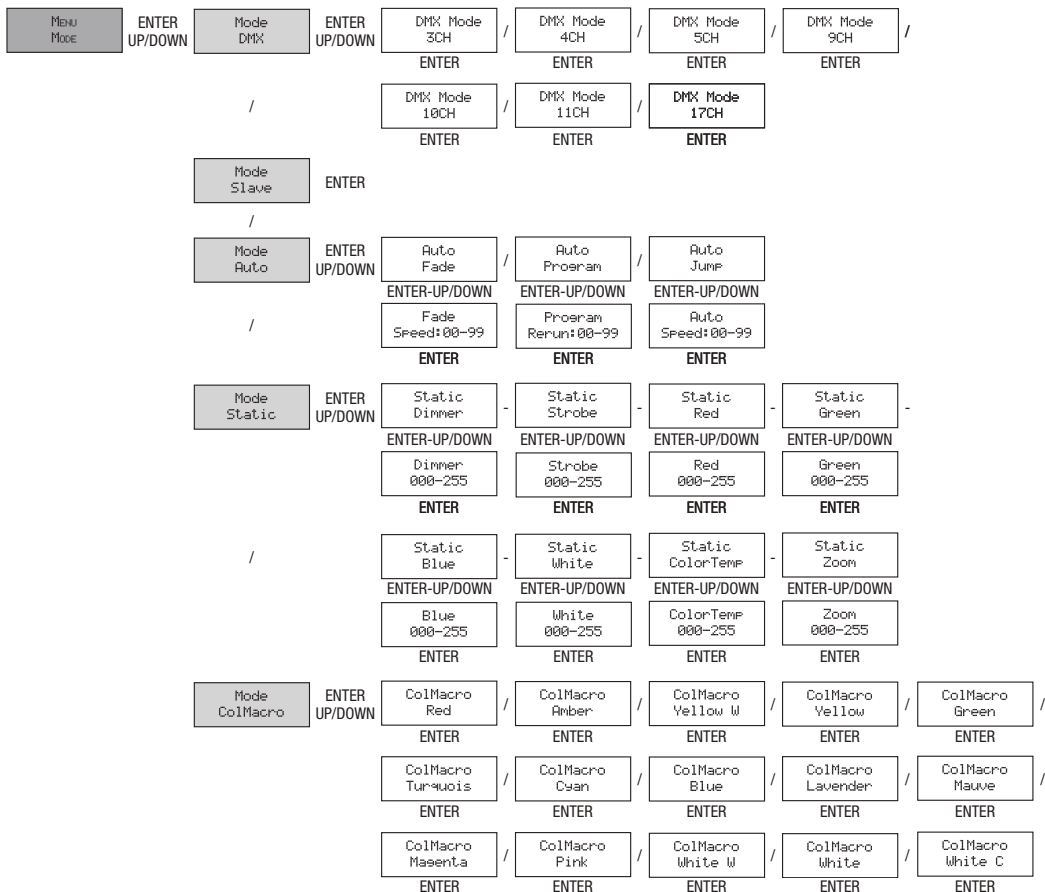 Menu ENTER Mode ENTER DMX Mode DMX Mode DMX Mode DMX Mode
Mode UP/DOWN DMX UP/DOWN 3CH / 4CH / 5CH / 9CH /
ENTER ENTER ENTER ENTER
DMX Mode DMX Mode DMX Mode
/ 10CH / 11CH / 17CH
ENTER ENTER ENTER
Mode
Slave ENTER
/
Mode ENTER Auto Auto Auto
Auto UP/DOWN Fade / Program / Jump
ENTER-UP/DOWN ENTER-UP/DOWN ENTER-UP/DOWN
Fade Program Auto
/ Speed:00-99 Rerun:00-99 Speed:00-99
ENTER ENTER ENTER
Mode ENTER Static Static Static Static
Static UP/DOWN Dimmer - Strobe - Red - Green -
ENTER-UP/DOWN ENTER-UP/DOWN ENTER-UP/DOWN ENTER-UP/DOWN
Dimmer Strobe Red Green
000-255 000-255 000-255 000-255
ENTER ENTER ENTER ENTER
Static Static Static Static
/ Blue - White - ColorTemp - Zoom
ENTER-UP/DOWN ENTER-UP/DOWN ENTER-UP/DOWN ENTER-UP/DOWN
Blue White ColorTemp Zoom
000-255 000-255 000-255 000-255
ENTER ENTER ENTER ENTER
Mode ENTER ColMacro ColMacro ColMacro ColMacro ColMacro
ColMacro UP/DOWN Red / Amber / Yellow W / Yellow / Green /
ENTER ENTER ENTER ENTER ENTER
ColMacro ColMacro ColMacro ColMacro ColMacro
Turquois / Cyan / Blue / Lavender / Mauve /
ENTER ENTER ENTER ENTER ENTER
ColMacro ColMacro ColMacro ColMacro ColMacro
Magenta / Pink / White W / White / White C
ENTER ENTER ENTER ENTER ENTER